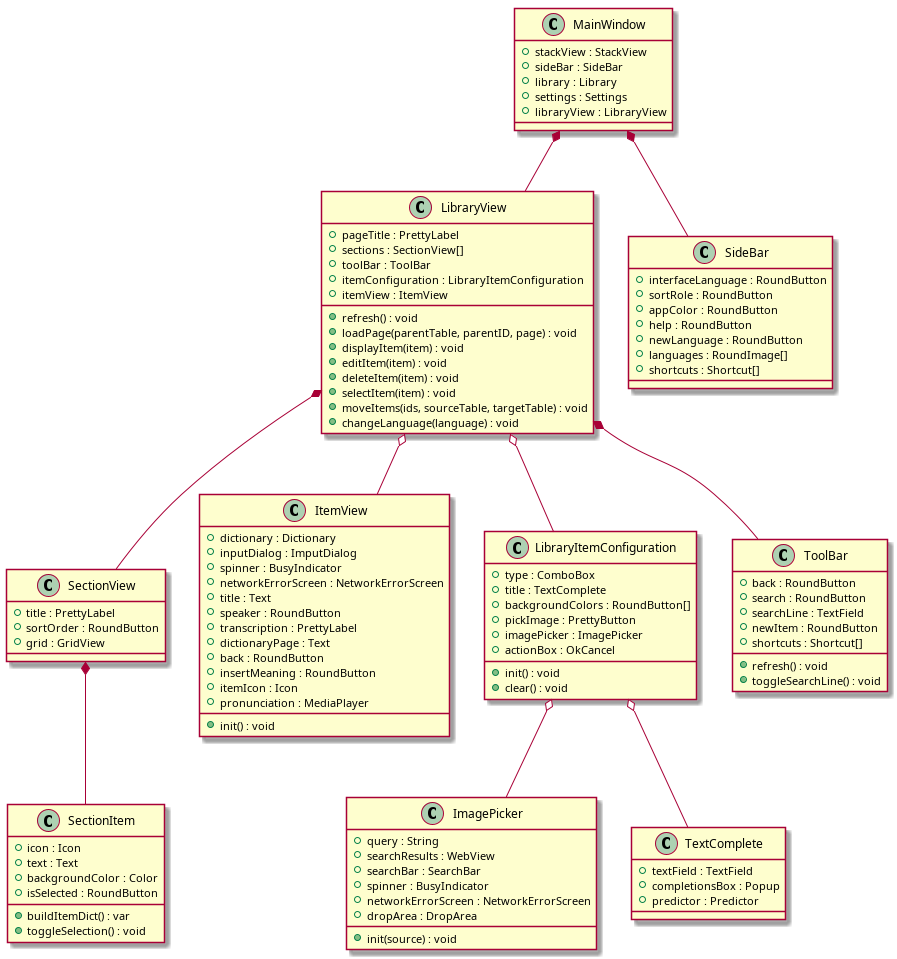 C MainWindow
stackView : StackView
sideBar : SideBar
library : Library
settings : Settings
libraryView : LibraryView
C LibraryView
pageTitle : PrettyLabel
sections : SectionView[]
toolBar : ToolBar
itemConfiguration : LibraryItemConfiguration
itemView : ItemView
refresh() : void
loadPage(parentTable, parentID, page) : void
displayItem(item) : void
editItem(item) : void
deleteItem(item) : void
selectItem(item) : void
moveItems(ids, sourceTable, targetTable) : void
changeLanguage(language) : void
C SideBar
interfaceLanguage : RoundButton
sortRole : RoundButton
appColor : RoundButton
help : RoundButton
newLanguage : RoundButton
languages : RoundImage[]
shortcuts : Shortcut[]
C SectionView
title : PrettyLabel
sortOrder : RoundButton
grid : GridView
C ItemView
dictionary : Dictionary
inputDialog : ImputDialog
spinner : BusyIndicator
networkErrorScreen : NetworkErrorScreen
title : Text
speaker : RoundButton
transcription : PrettyLabel
dictionaryPage : Text
back : RoundButton
insertMeaning : RoundButton
itemIcon : Icon
pronunciation : MediaPlayer
init() : void
C LibraryItemConfiguration
type : ComboBox
title : TextComplete
backgroundColors : RoundButton[]
pickImage : PrettyButton
imagePicker : ImagePicker
actionBox : OkCancel
init() : void
clear() : void
C ToolBar
back : RoundButton
search : RoundButton
searchLine : TextField
newItem : RoundButton
shortcuts : Shortcut[]
refresh() : void
toggleSearchLine() : void
C SectionItem
icon : Icon
text : Text
backgroundColor : Color
isSelected : RoundButton
buildItemDict() : var
toggleSelection() : void
C ImagePicker
query : String
searchResults : WebView
searchBar : SearchBar
spinner : BusyIndicator
networkErrorScreen : NetworkErrorScreen
dropArea : DropArea
init(source) : void
C TextComplete
textField : TextField
completionsBox : Popup
predictor : Predictor